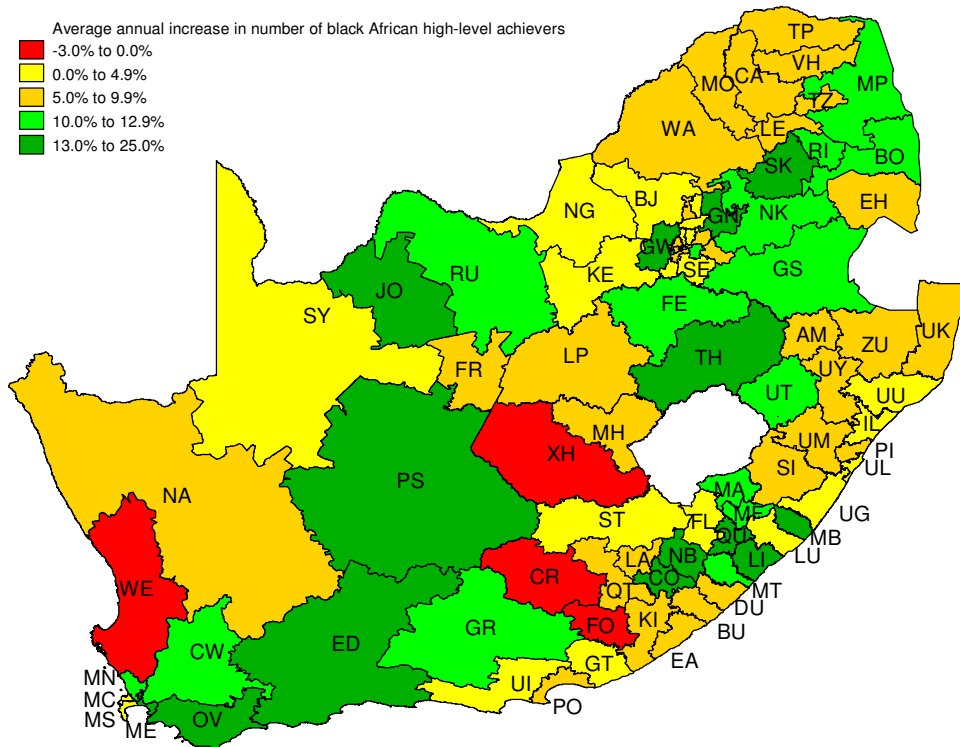 Average annual increase in number of black African high-level achievers
-3.0% to 0.0%
0.0% to 4.9%
5.0% to 9.9%
10.0% to 12.9%
13.0% to 25.0%
TP
VH
CA
MO
MP
TZ
WA
LE
RI
BO
SK
EH
NG
BJ
GN
NK
GW
RU
KE
SE
GS
JO
SY
FE
UK
AM
ZU
LP
TH
FR
UY
UT
UU
IL
MH
UM
PI
XH
SI
UL
PS
NA
MA
UG
ST
FL
MF
QU
MB
LU
NB
LI
LA
CO
WE
CR
QT
MT
DU
KI
FO
BU
GR
ED
CW
GT
EA
MN
UI
MC
PO
MS
ME
OV